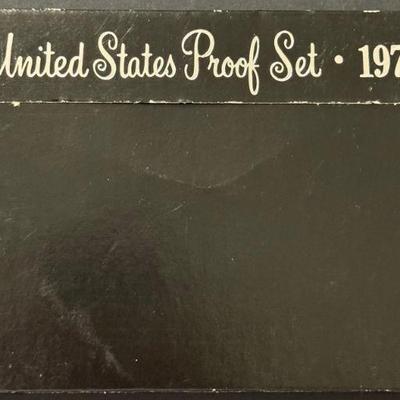 United States Proof Set • 197